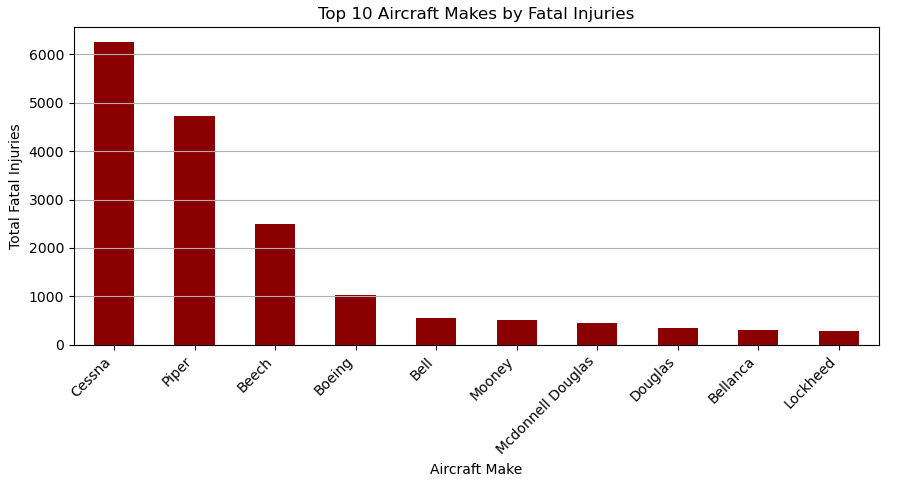 Top 10 Aircraft Makes by Fatal Injuries
Total Fatal Injuries
6000
5000
4000
3000
2000
1000
0
Cessna
Piper
Beech
Boeing
Bell
Mooney
Mcdonnell Douglas
Douglas
Bellanca
Lockheed
Aircraft Make